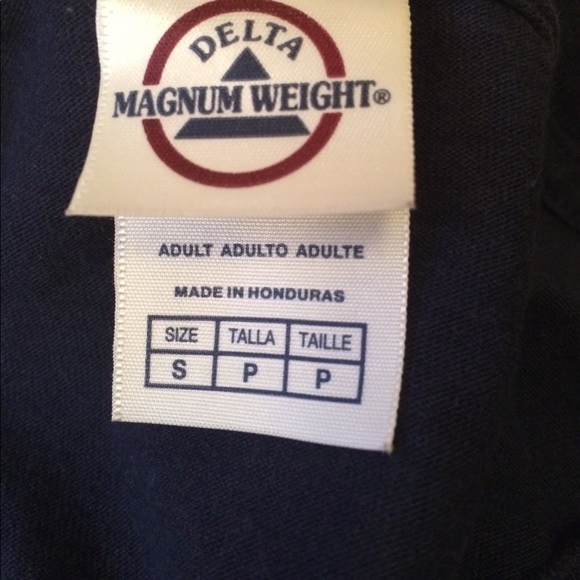 DELTA
MAGNUM WEIGHT®
ADULT ADULTO ADULTE
MADE IN HONDURAS
SIZE TALLA TAILLE
S P P